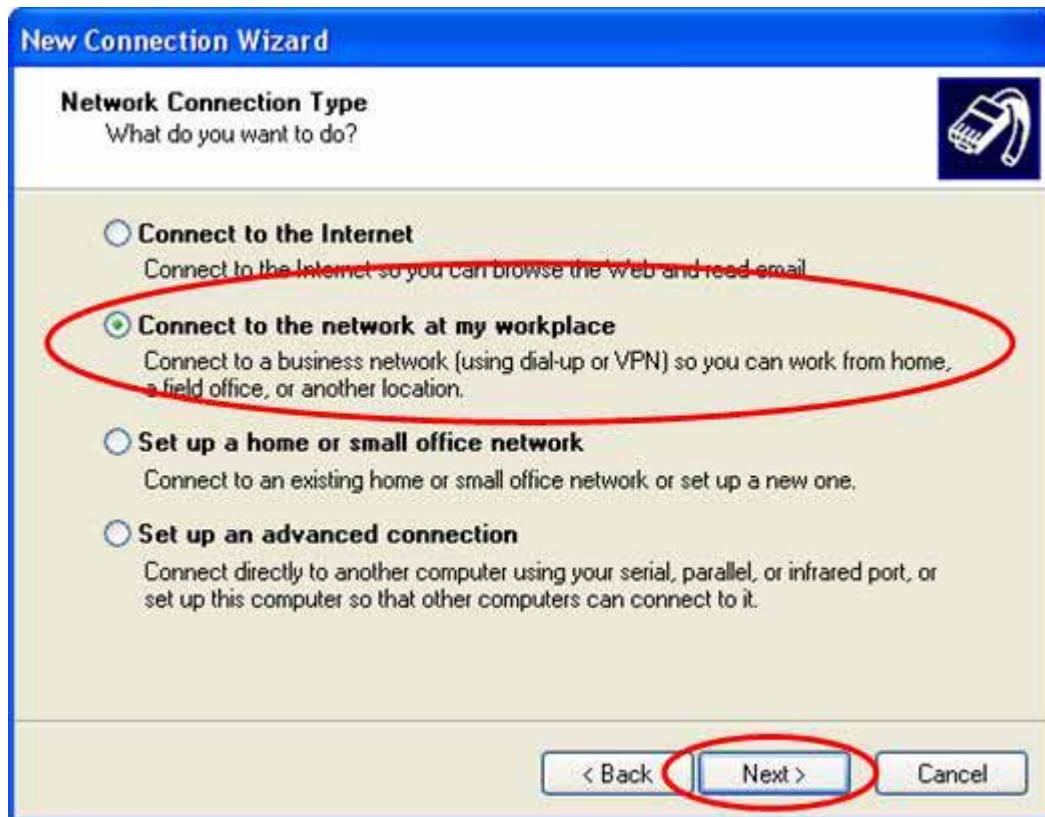 New Connection Wizard
Network Connection Type
What do you want to do?
Connect to the Internet
Connect to the Internet so you can browse the Web and read email.
Connect to the network at my workplace
Connect to a business network (using dial-up or VPN) so you can work from home,
a field office, or another location.
Set up a home or small office network
Connect to an existing home or small office network or set up a new one.
Set up an advanced connection
Connect directly to another computer using your serial, parallel, or infrared port, or
set up this computer so that other computers can connect to it.
< Back Next > Cancel